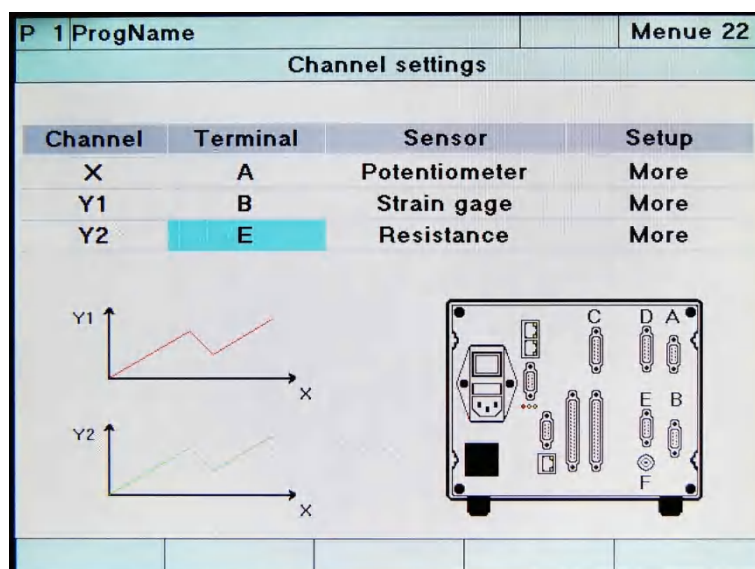 P 1 ProgName Menue 22
Channel settings
Channel Terminal Sensor Setup
X A Potentiometer More
Y1 B Strain gage More
Y2 E Resistance More
Y1
X
Y2
X
C D A
E B
F